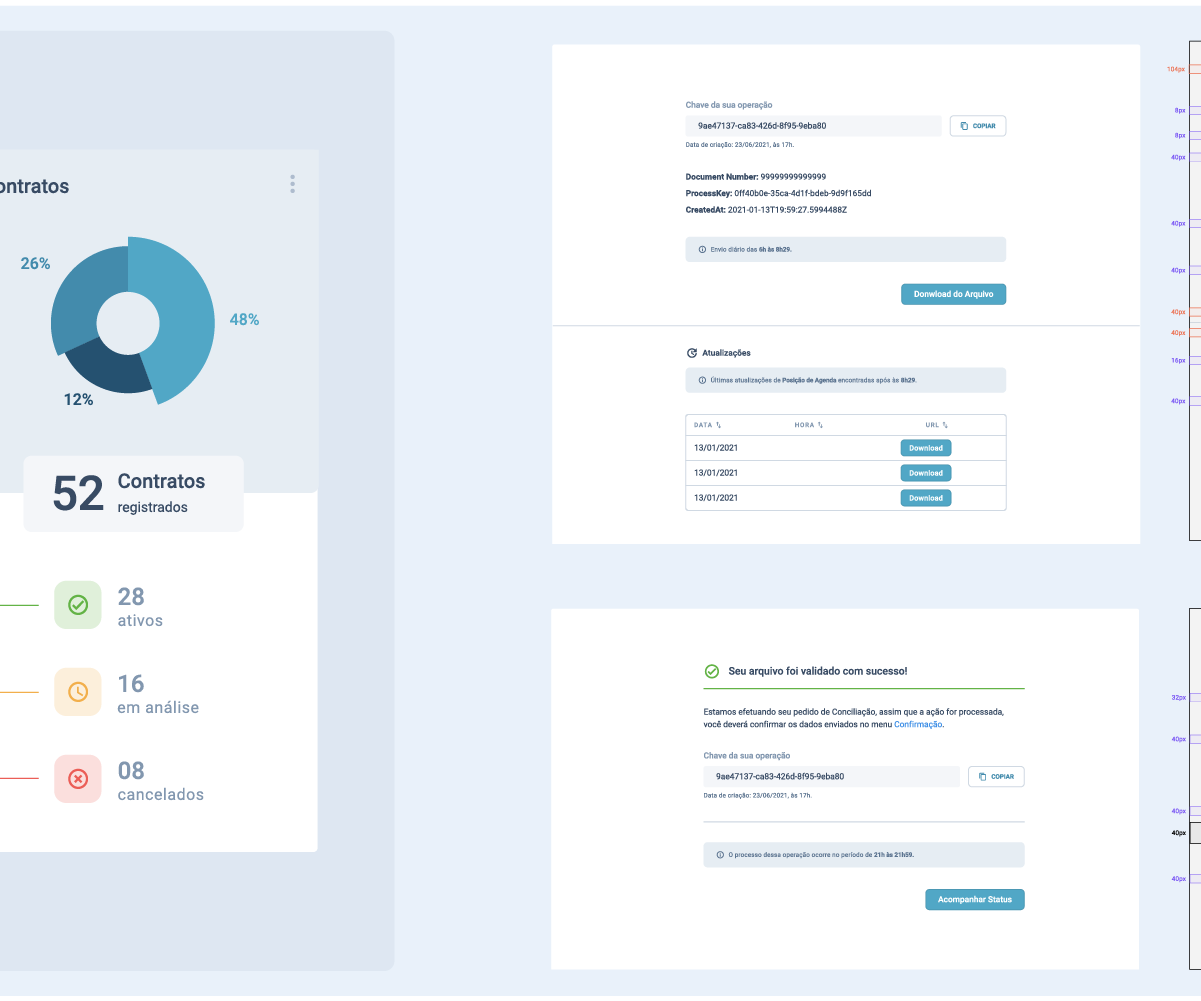 ontratos
26%
48%
12%
52
Contratos
registrados
28
ativos
16
em análise
08
cancelados
Chave da sua operação
9ae47137-ca83-426d-8f95-9eba80
COPIAR
Data de criação: 23/06/2021, às 17h.
Document Number: 99999999999999
ProcessKey: 0ff40b0e-35ca-4d1f-bdeb-9d9f165dd
CreatedAt: 2021-01-13T19:59:27.5994488Z
Envio diário das 6h às 8h29.
Donwload do Arquivo
Atualizações
Últimas atualizações de Posição de Agenda encontradas após às 8h29.
DATA HORA URL
13/01/2021 Download
13/01/2021 Download
13/01/2021 Download
Seu arquivo foi validado com sucesso!
Estamos efetuando seu pedido de Conciliação, assim que a ação for processada,
você deverá confirmar os dados enviados no menu Confirmação.
Chave da sua operação
9ae47137-ca83-426d-8f95-9eba80
COPIAR
Data de criação: 23/06/2021, às 17h.
O processo dessa operação ocorre no período de 21h às 21h59.
Acompanhar Status
104px
8px
8px
40px
40px
40px
40px
40px
16px
40px
32px
40px
40px
40px
40px